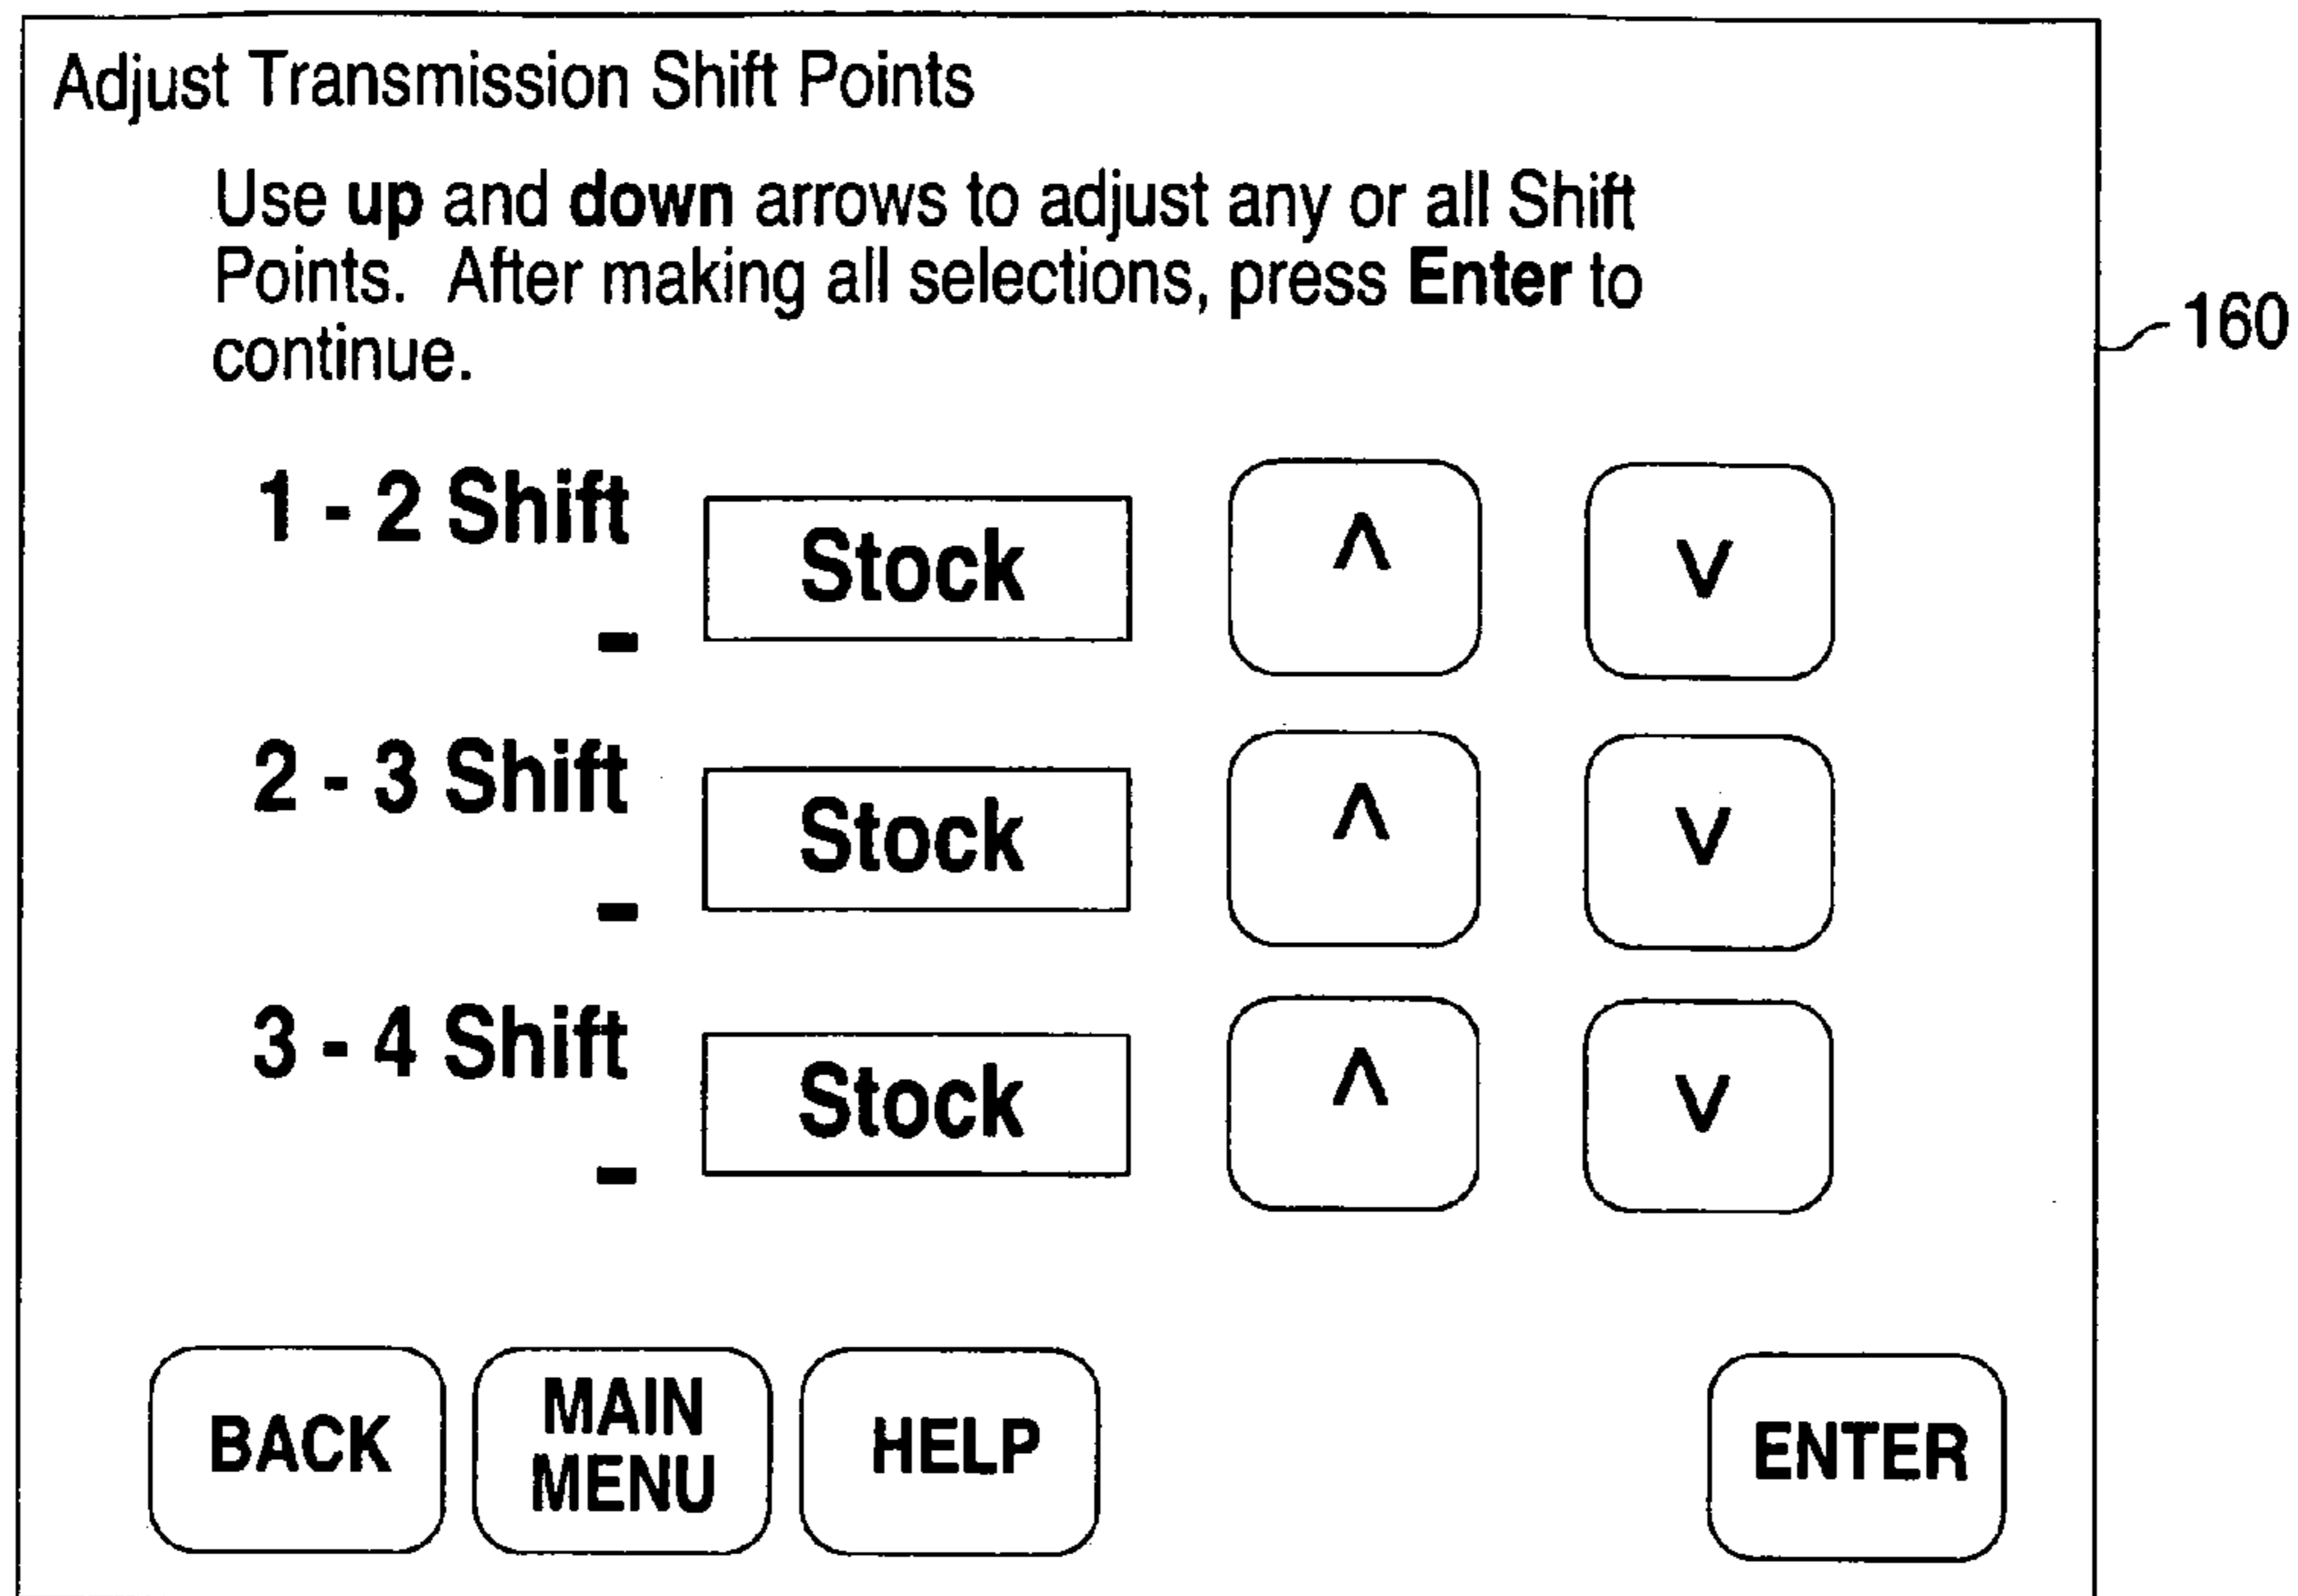 Adjust Transmission Shift Points
Use up and down arrows to adjust any or all Shift
Points. After making all selections, press Enter to
continue.
160
1 - 2 Shift
-
Stock
^
v
2 - 3 Shift
-
Stock
^
v
3 - 4 Shift
-
Stock
^
v
BACK
MAIN
MENU
HELP
ENTER